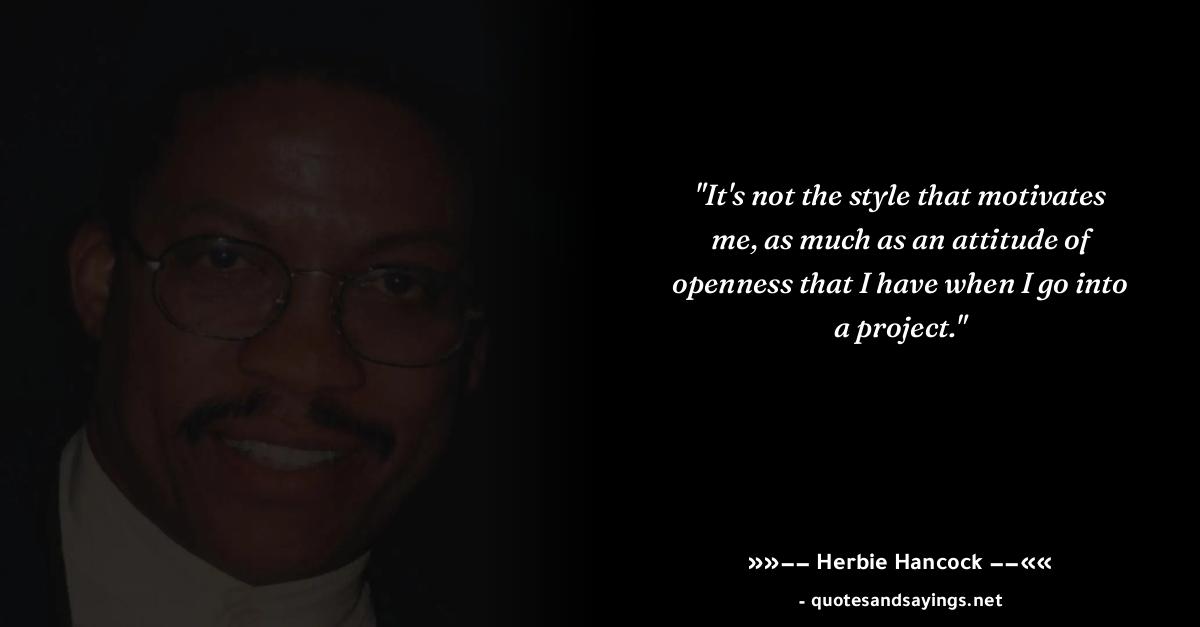 "It's not the style that motivates
me, as much as an attitude of
openness that I have when I go into
a project."
»»–– Herbie Hancock ––««
- quotesandsayings.net